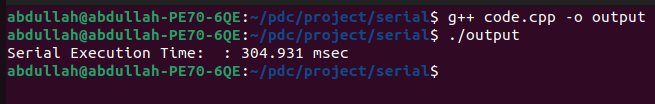 abdullah@abdullah-PE70-6QE:~/pdc/project/serial$ g++ code.cpp -o output
abdullah@abdullah-PE70-6QE:~/pdc/project/serial$ ./output
Serial Execution Time:  : 304.931 msec
abdullah@abdullah-PE70-6QE:~/pdc/project/serial$